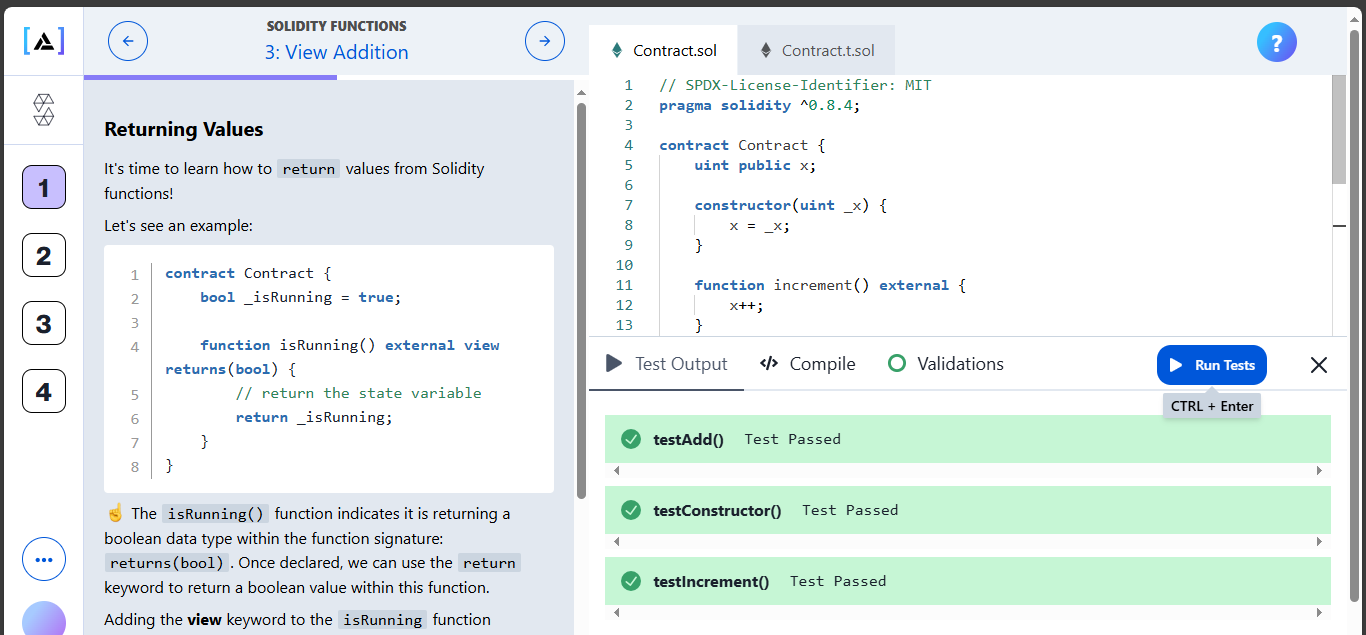 [A]
SOLIDITY FUNCTIONS
3: View Addition
1
2
3
4
Returning Values
It's time to learn how to return values from Solidity
functions!
Let's see an example:
1 contract Contract {
2 bool _isRunning = true;
3
4 function isRunning() external view
returns(bool) {
5 // return the state variable
6 return _isRunning;
7 }
8 }
☝ The isRunning() function indicates it is returning a
boolean data type within the function signature:
returns(bool) . Once declared, we can use the return
keyword to return a boolean value within this function.
Adding the view keyword to the isRunning function
Contract.sol
Contract.t.sol
?
1 // SPDX-License-Identifier: MIT
2 pragma solidity ^0.8.4;
3
4 contract Contract {
5 uint public x;
6
7 constructor(uint _x) {
8 x = _x;
9 }
10
11 function increment() external {
12 x++;
13 }
Test Output
</> Compile
Validations
Run Tests
CTRL + Enter
testAdd() Test Passed
testConstructor() Test Passed
testIncrement() Test Passed